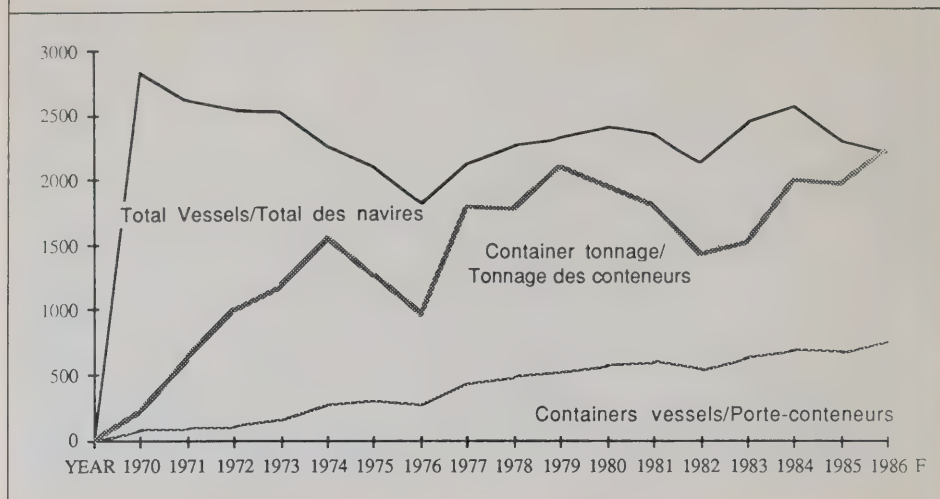 3000
2500
2000
Total Vessels/Total des navires
1500
Container tonnage/
Tonnage des conteneurs
1000
500
Containers vessels/Porte-conteneurs
0
YEAR 1970 1971 1972 1973 1974 1975 1976 1977 1978 1979 1980 1981 1982 1983 1984 1985 1986 F